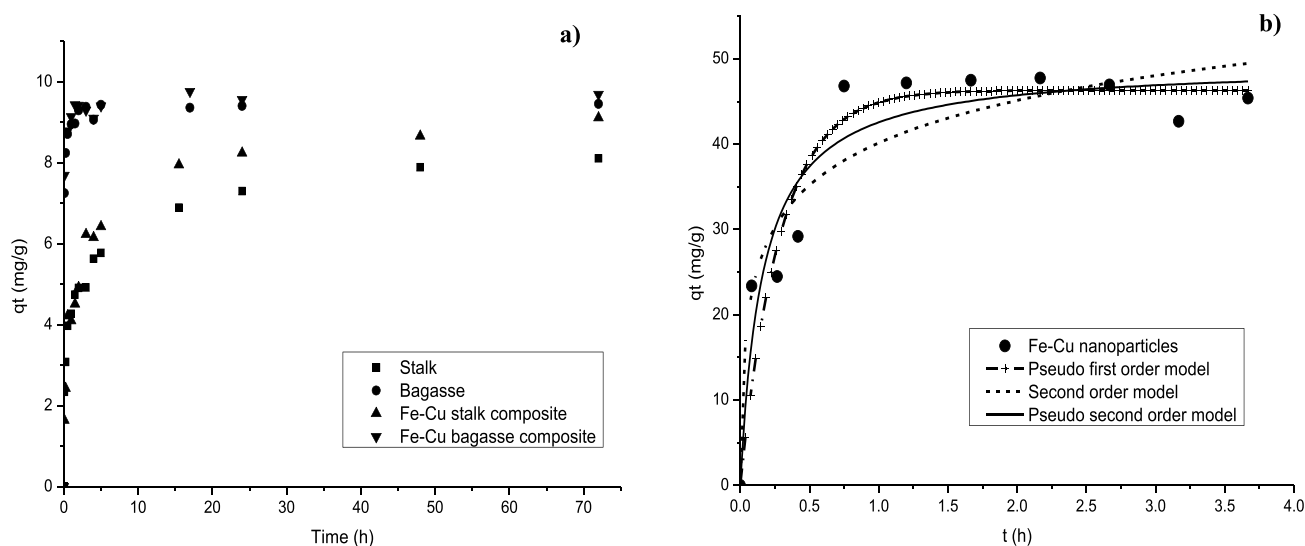 a)
10
8
6
4
2
0
qt (mg/g)
Stalk
Bagasse
Fe-Cu stalk composite
Fe-Cu bagasse composite
0 10 20 30 40 50 60 70
Time (h)
b)
50
40
30
20
10
0
qt (mg/g)
Fe-Cu nanoparticles
Pseudo first order model
Second order model
Pseudo second order model
0.0 0.5 1.0 1.5 2.0 2.5 3.0 3.5 4.0
t (h)